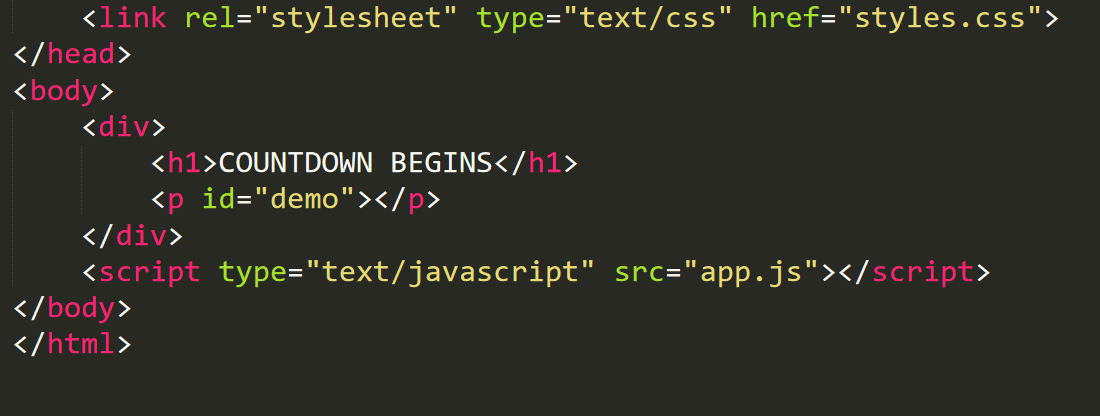 <link rel="stylesheet" type="text/css" href="styles.css">
</head>
<body>
<div>
<h1>COUNTDOWN BEGINS</h1>
<p id="demo"></p>
</div>
<script type="text/javascript" src="app.js"></script>
</body>
</html>